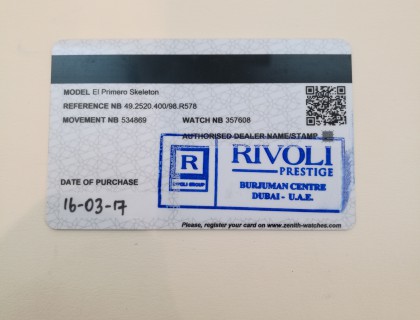 MODEL El Primero Skeleton
REFERENCE NB 49.2520.400/98.R578
MOVEMENT NB 534869 WATCH NB 357608
AUTHORISED DEALER NAME/STAMP
R
RIVOLI GROUP
RIVOLI
PRESTIGE
BURJUMAN CENTRE
DUBAI - U.A.E.
DATE OF PURCHASE
16-03-17
Please, register your card on www.zenith-watches.com